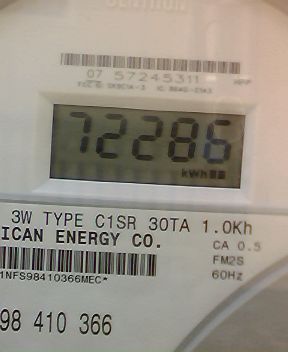 07 57245311
72286
kWh
3W TYPE C1SR 30TA 1.0Kh
ICAN ENERGY CO.
CA 0.5
FM2S
60Hz
1NFS98410366MEC*
98 410 366